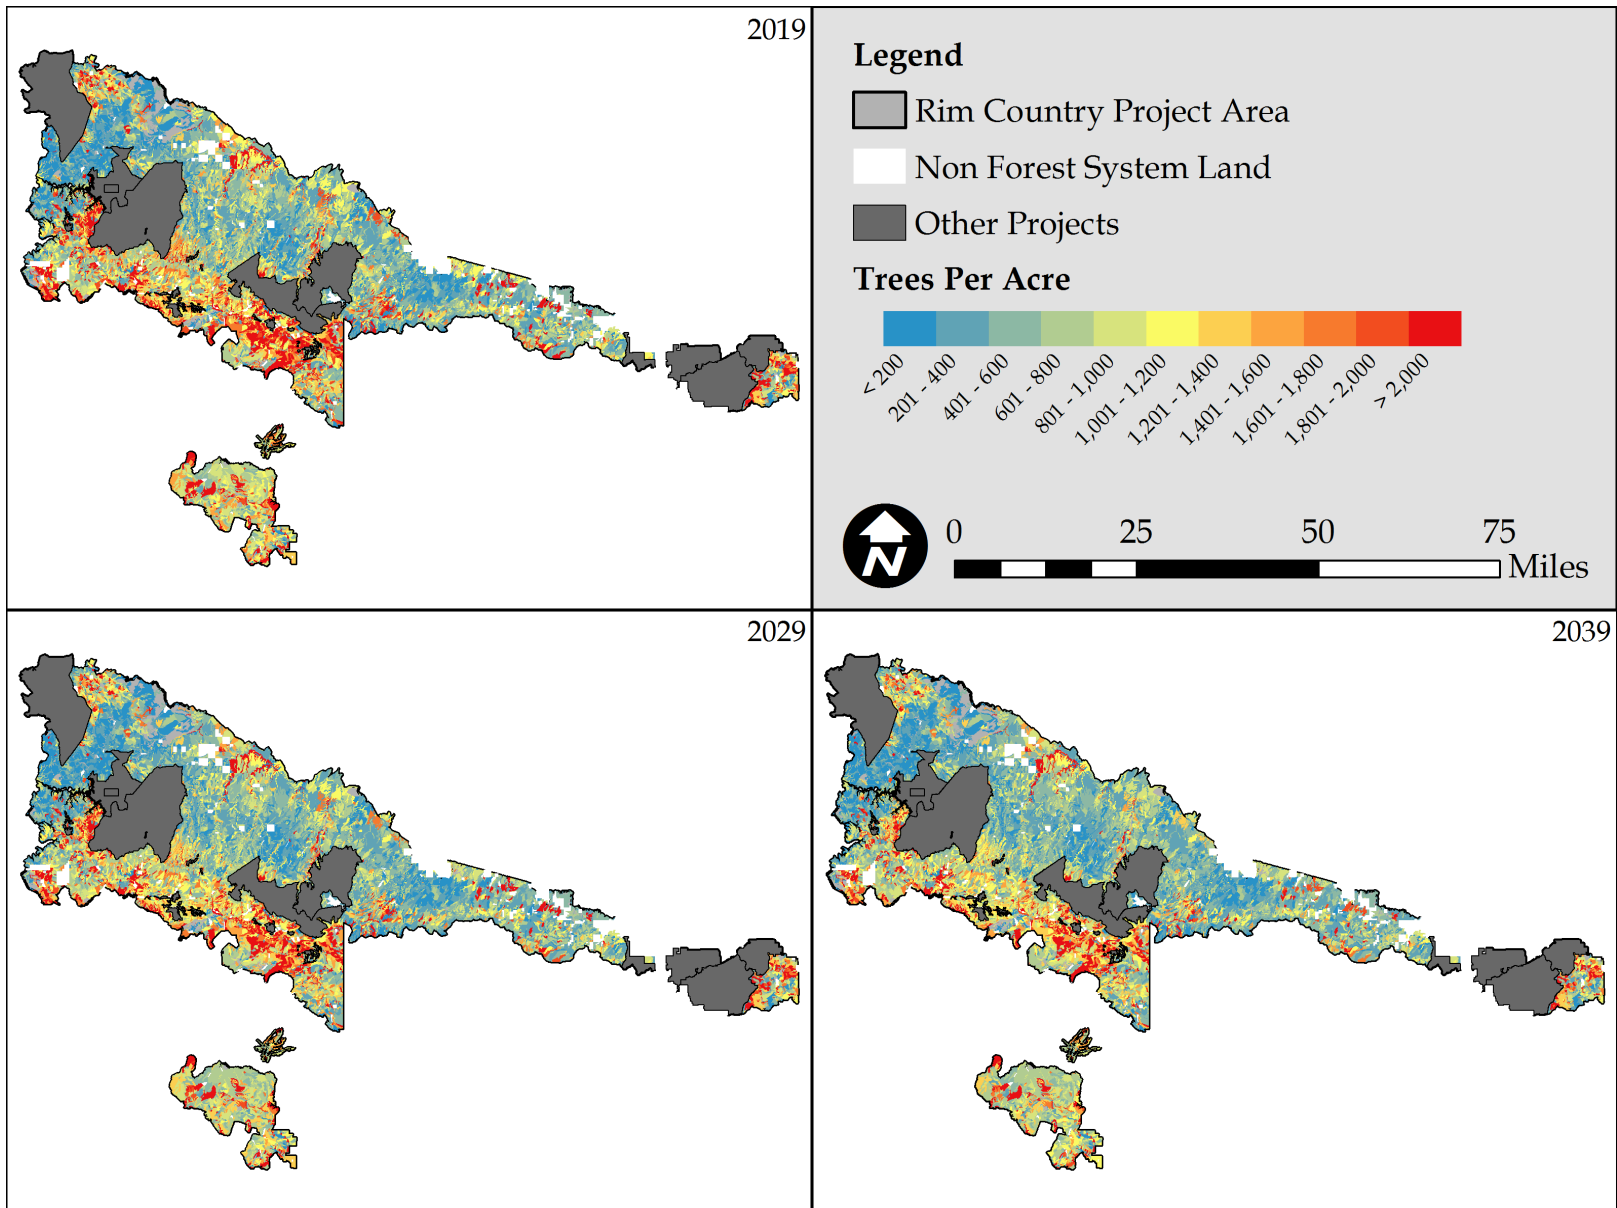 2019
Legend
Rim Country Project Area
Non Forest System Land
Other Projects
Trees Per Acre
< 200
201 - 400
401 - 600
601 - 800
801 - 1,000
1,001 - 1,200
1,201 - 1,400
1,401 - 1,600
1,601 - 1,800
1,801 - 2,000
> 2,000
N
0 25 50 75
Miles
2029
2039